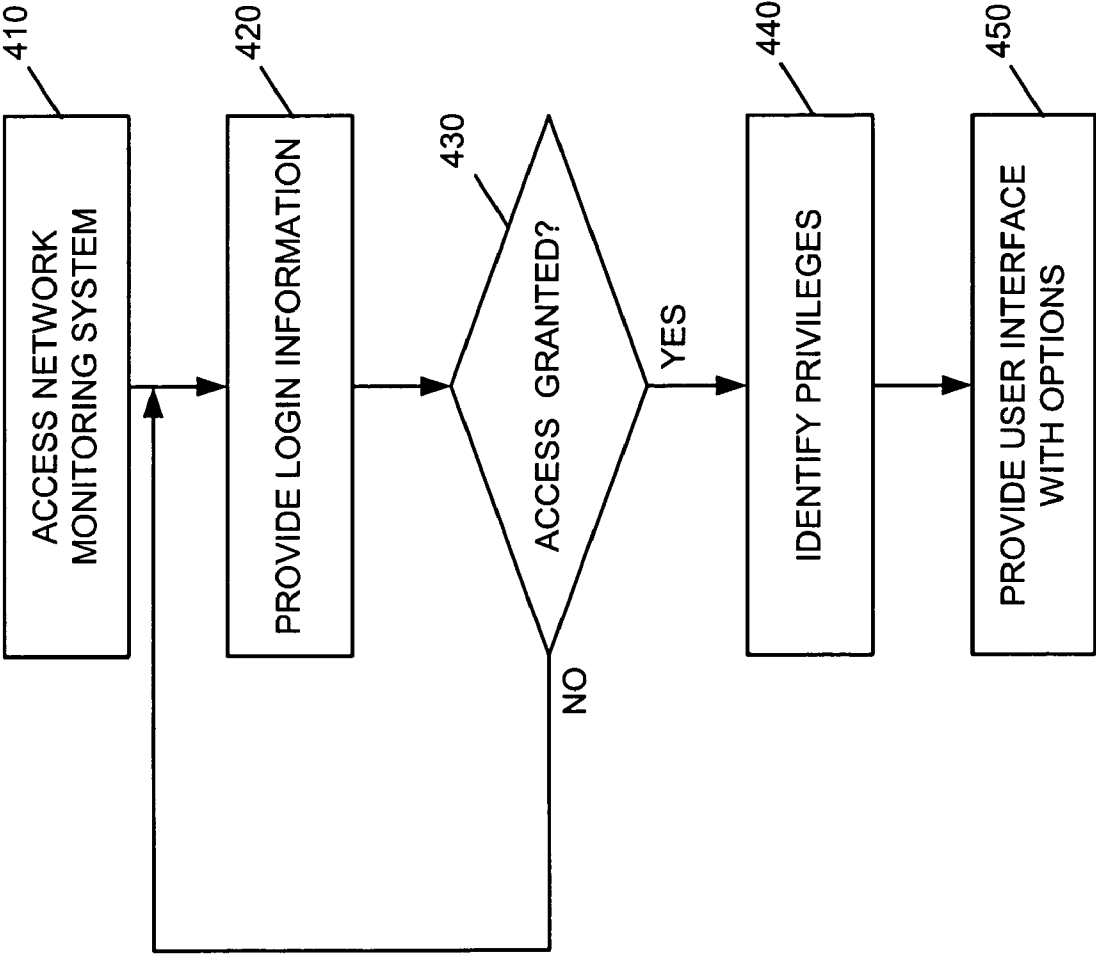 410
ACCESS NETWORK
MONITORING SYSTEM
420
PROVIDE LOGIN INFORMATION
430
ACCESS GRANTED?
NO
YES
440
IDENTIFY PRIVILEGES
450
PROVIDE USER INTERFACE
WITH OPTIONS